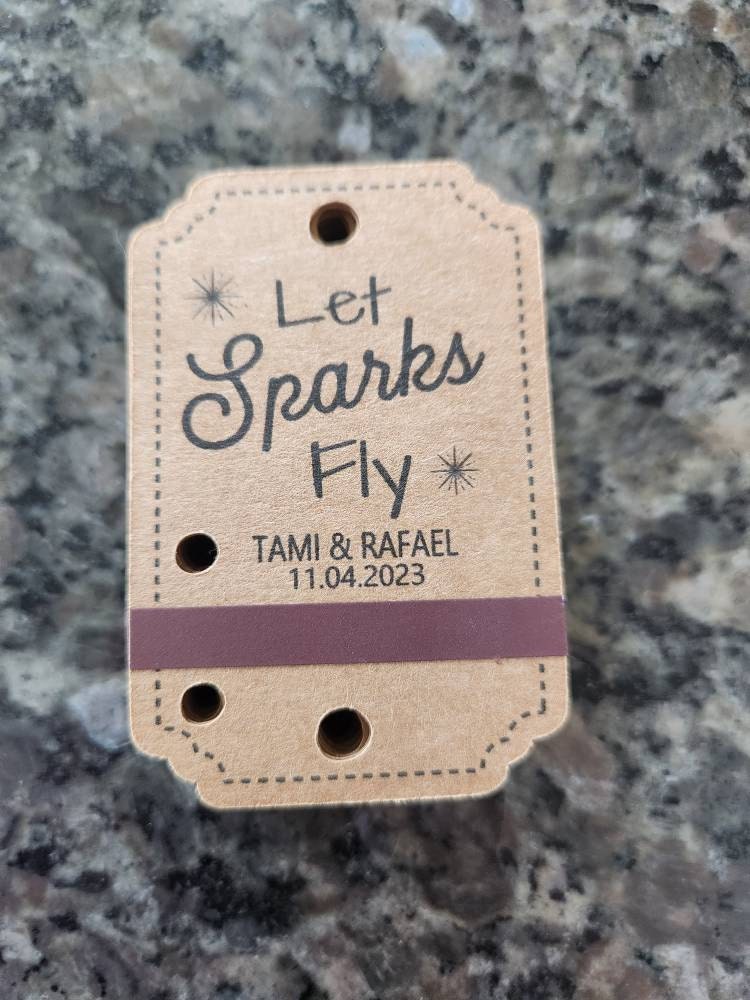 Let
Sparks
Fly
TAMI & RAFAEL
11.04.2023